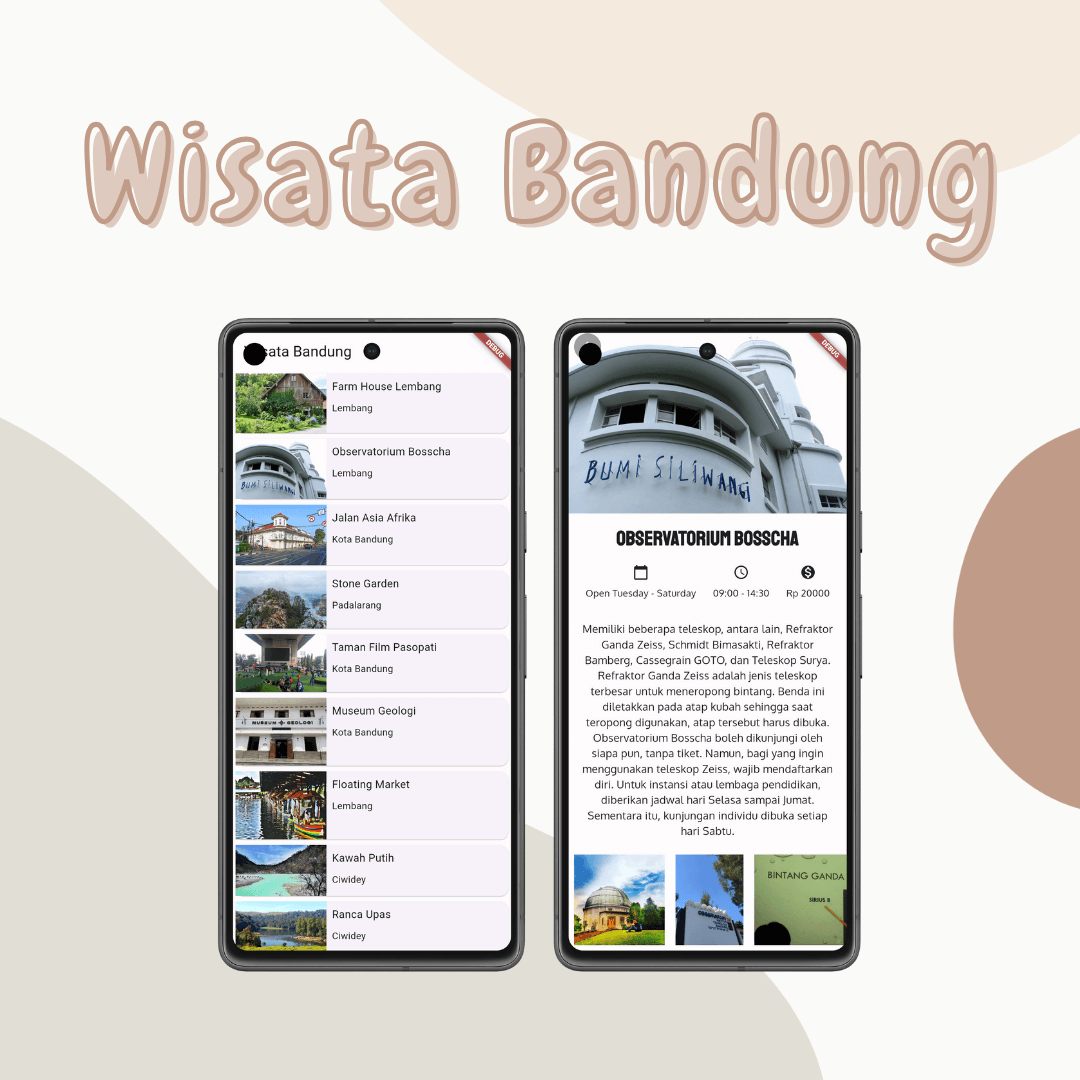 Wisata Bandung
sata Bandung
DEBUG
Farm House Lembang
Lembang
Observatorium Bosscha
Lembang
BUMI SILIWANGI
Jalan Asia Afrika
Kota Bandung
Stone Garden
Padalarang
Taman Film Pasopati
Kota Bandung
Museum Geologi
Kota Bandung
MUSEUM GEOLOGI
Floating Market
Lembang
Kawah Putih
Ciwidey
Ranca Upas
Ciwidey
DEBUG
BUMI SILIWANGI
OBSERVATORIUM BOSSCHA
Open Tuesday - Saturday
09:00 - 14:30
Rp 20000
Memiliki beberapa teleskop, antara lain, Refraktor
Ganda Zeiss, Schmidt Bimasakti, Refraktor
Bamberg, Cassegrain GOTO, dan Teleskop Surya.
Refraktor Ganda Zeiss adalah jenis teleskop
terbesar untuk meneropong bintang. Benda ini
diletakkan pada atap kubah sehingga saat
teropong digunakan, atap tersebut harus dibuka.
Observatorium Bosscha boleh dikunjungi oleh
siapa pun, tanpa tiket. Namun, bagi yang ingin
menggunakan teleskop Zeiss, wajib mendaftarkan
diri. Untuk instansi atau lembaga pendidikan,
diberikan jadwal hari Selasa sampai Jumat.
Sementara itu, kunjungan individu dibuka setiap
hari Sabtu.
BINTANG GANDA
SIRIUS B